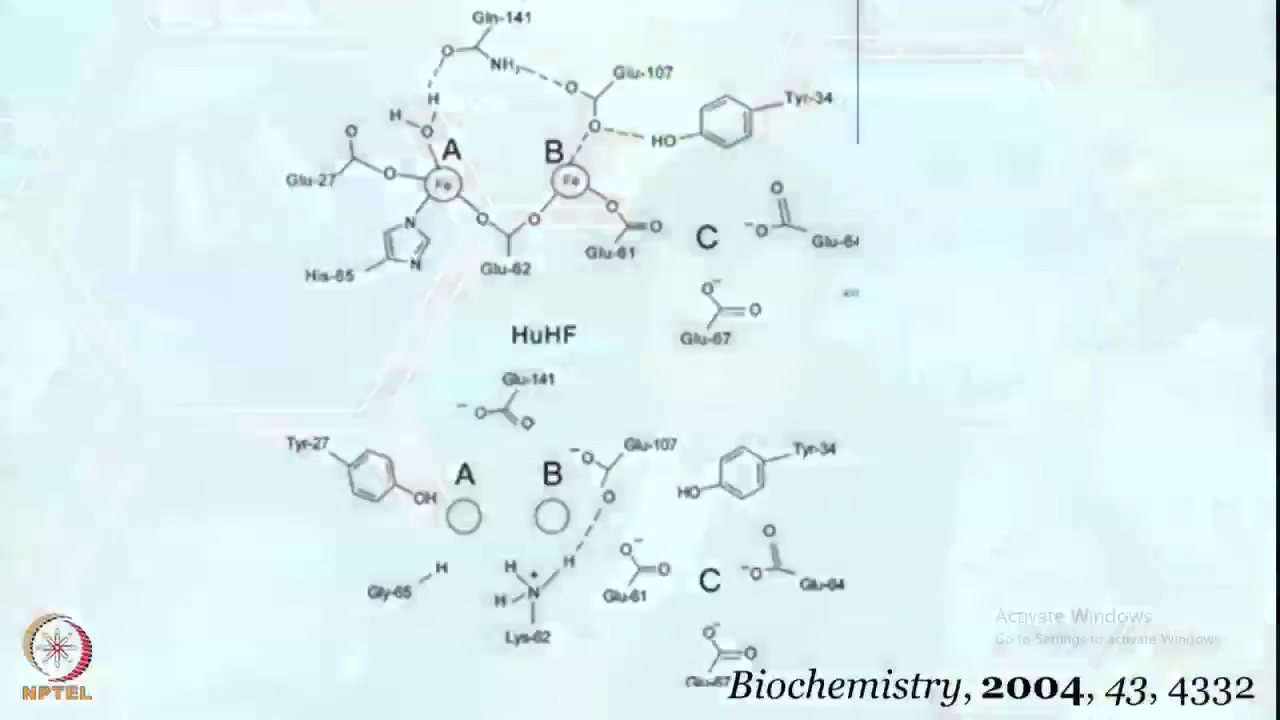 Gln-141
O
NH2
O
Glu-107
H
Tyr-34
H
O
O
O
A
B
HO
Glu-27
O
Fe
Fe
O
O
N
O
O
O
C
-O
Glu-64
His-65
N
Glu-62
Glu-61
O-
O
HuHF
Glu-67
Glu-141
-O
O
Tyr-27
-O
Glu-107
Tyr-34
A
B
OH
O
HO
H
H
H
O-
O
O
Gly-65
H
N
+
O
Glu-61
C
-O
Glu-64
Lys-62
O-
O
Activate Windows
Go to Settings to activate Windows.
NPTEL
Glu-67
Biochemistry, 2004, 43, 4332